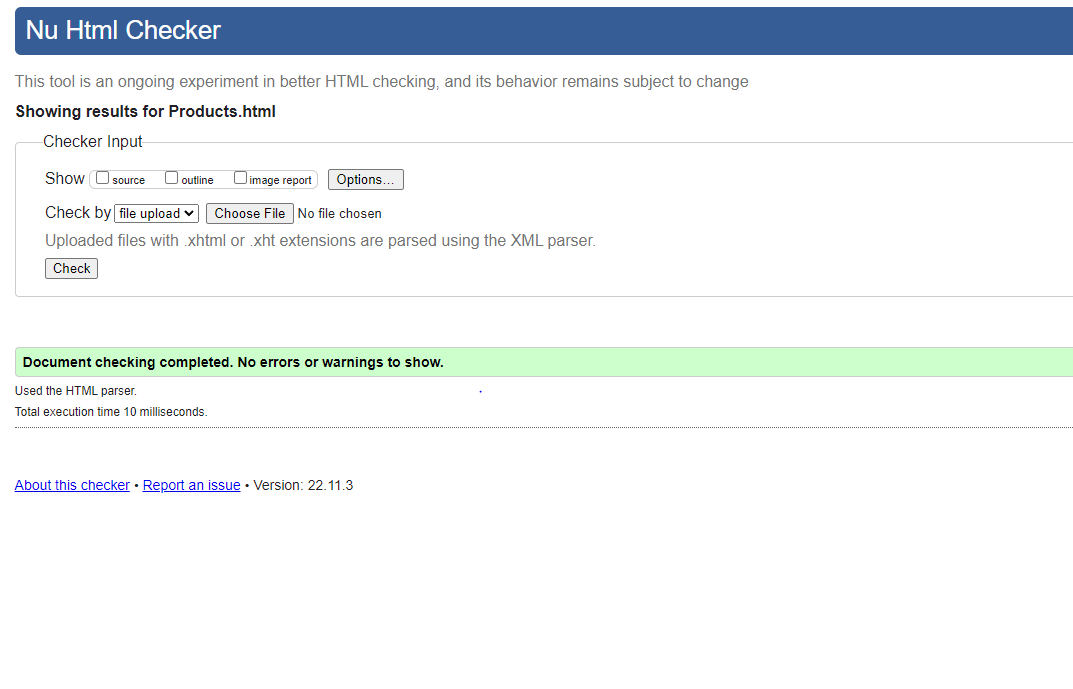 Nu Html Checker
This tool is an ongoing experiment in better HTML checking, and its behavior remains subject to change
Showing results for Products.html
Checker Input
Show source outline image report Options...
Check by file upload Choose File No file chosen
Uploaded files with .xhtml or .xht extensions are parsed using the XML parser.
Check
Document checking completed. No errors or warnings to show.
Used the HTML parser.
Total execution time 10 milliseconds.
About this checker • Report an issue • Version: 22.11.3